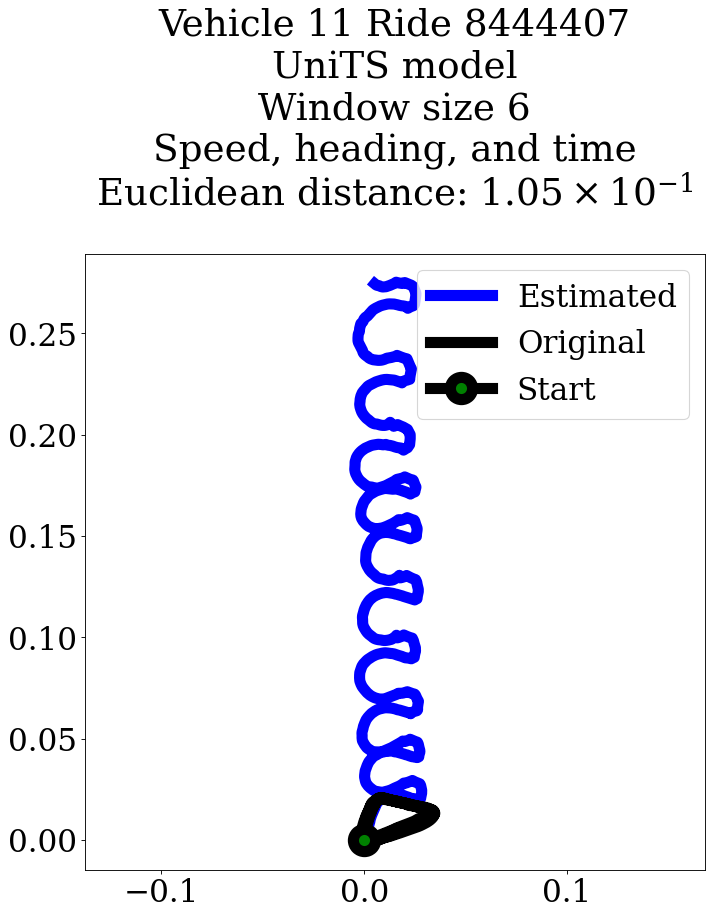 Vehicle 11 Ride 8444407
UniTS model
Window size 6
Speed, heading, and time
Euclidean distance: 1.05 × 10⁻¹
Estimated
Original
Start
0.25
0.20
0.15
0.10
0.05
0.00
−0.1 0.0 0.1